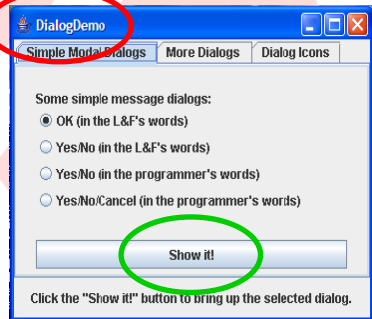 DialogDemo
Simple Modal Dialogs More Dialogs Dialog Icons
Some simple message dialogs:
OK (in the L&F's words)
Yes/No (in the L&F's words)
Yes/No (in the programmer's words)
Yes/No/Cancel (in the programmer's words)
Show it!
Click the "Show it!" button to bring up the selected dialog.